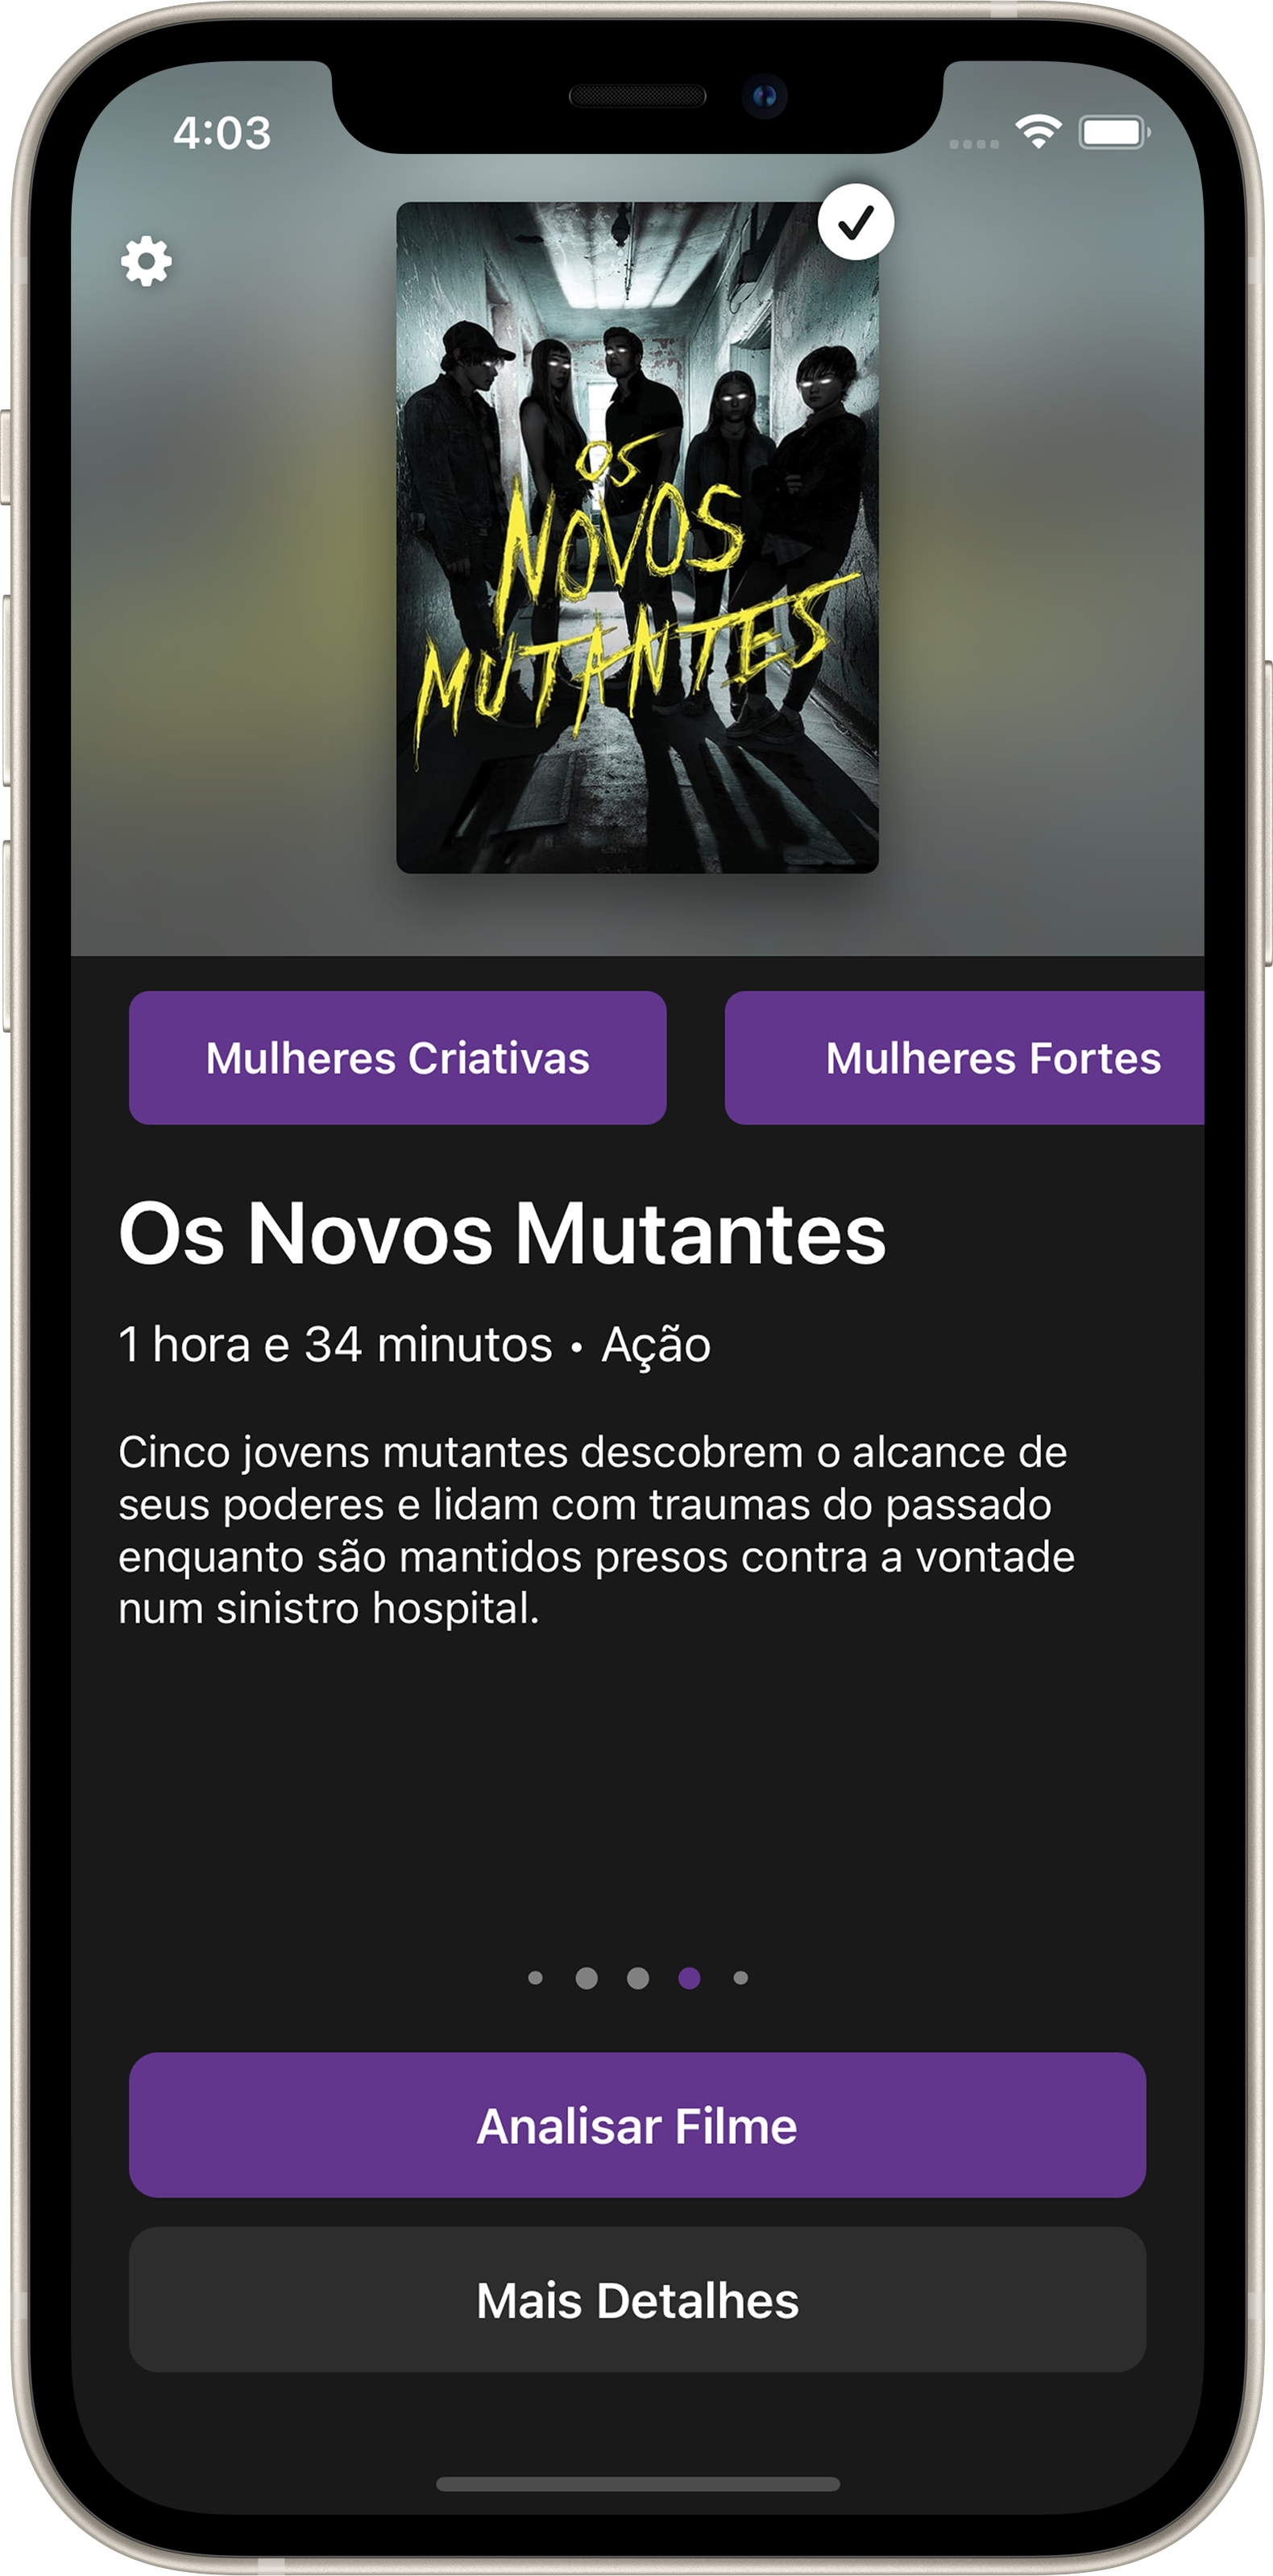 4:03
OS
NOVOS
MUTANTES
Mulheres Criativas
Mulheres Fortes
Os Novos Mutantes
1 hora e 34 minutos • Ação
Cinco jovens mutantes descobrem o alcance de
seus poderes e lidam com traumas do passado
enquanto são mantidos presos contra a vontade
num sinistro hospital.
Analisar Filme
Mais Detalhes